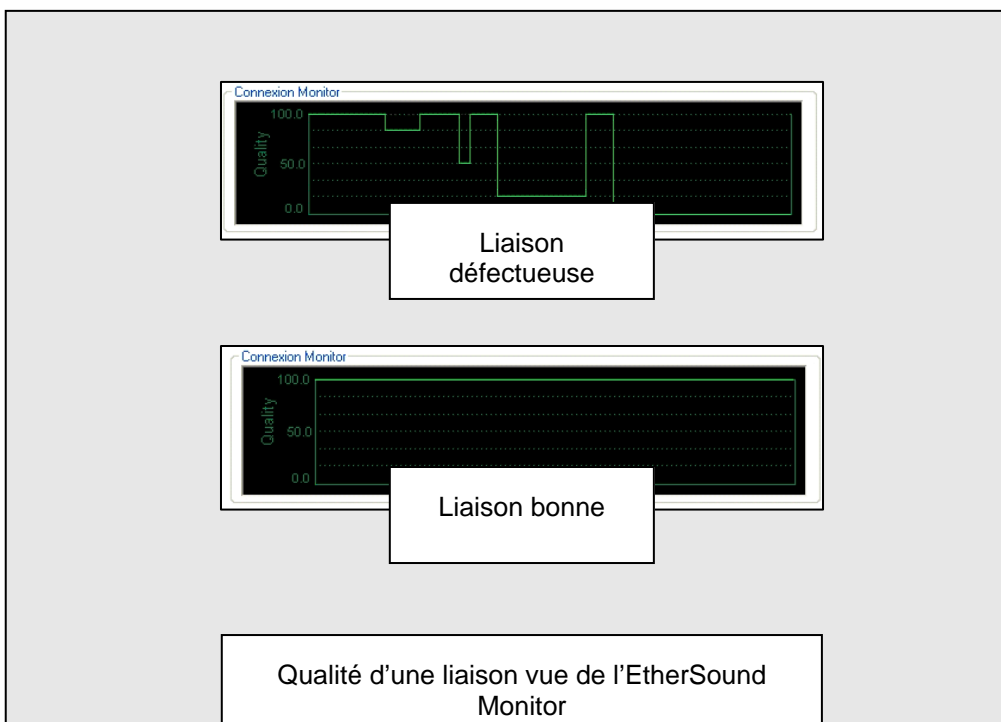 Connexion Monitor
100.0
Quality
50.0
0.0
Liaison
défectueuse
Connexion Monitor
100.0
Quality
50.0
0.0
Liaison bonne
Qualité d’une liaison vue de l’EtherSound
Monitor